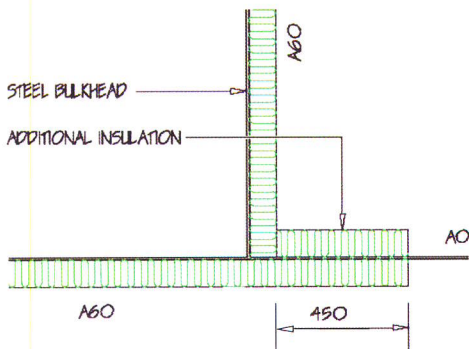 A60
STEEL BULKHEAD
ADDITIONAL INSULATION
A0
A60
450